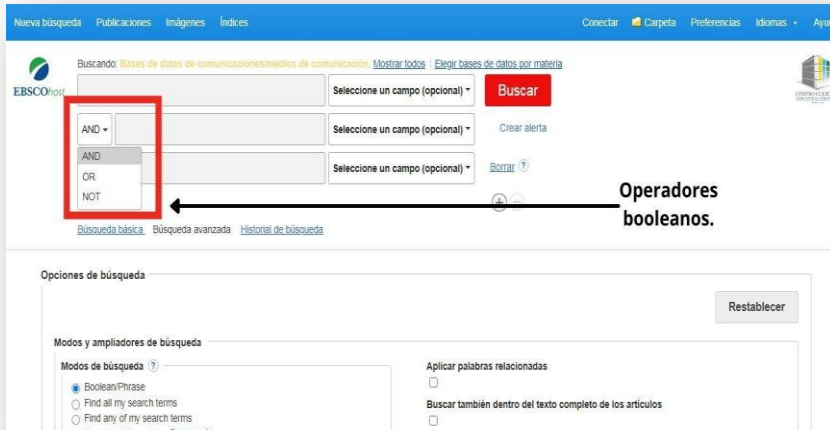 Nueva búsqueda Publicaciones Imágenes Índices Conectar Carpeta Preferencias Idiomas Ayu
Buscando: Bases de datos de comunicaciones/medios de comunicación, Mostrar todos | Elegir bases de datos por materia
EBSCOhost
Seleccione un campo (opcional) Buscar
AND Seleccione un campo (opcional) Crear alerta
AND
OR
NOT
Seleccione un campo (opcional) Borrar ?
Operadores
booleanos.
Búsqueda básica Búsqueda avanzada Historial de búsqueda
Opciones de búsqueda
Restablecer
Modos y ampliadores de búsqueda
Modos de búsqueda ?
Boolean/Phrase
Find all my search terms
Find any of my search terms
Aplicar palabras relacionadas
Buscar también dentro del texto completo de los artículos